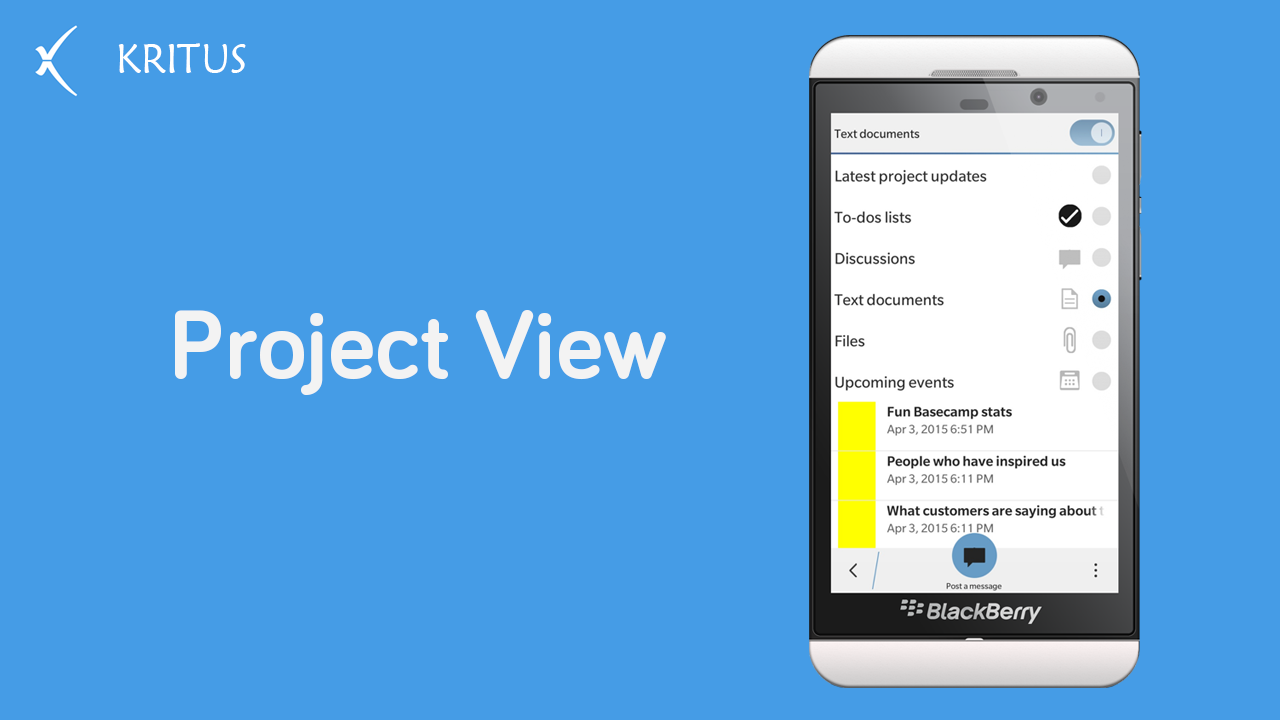 KRITUS
Project View
Text documents
Latest project updates
To-dos lists
Discussions
Text documents
Files
Upcoming events
Fun Basecamp stats
Apr 3, 2015 6:51 PM
People who have inspired us
Apr 3, 2015 6:11 PM
What customers are saying about
Apr 3, 2015 6:11 PM
Post a message
BlackBerry